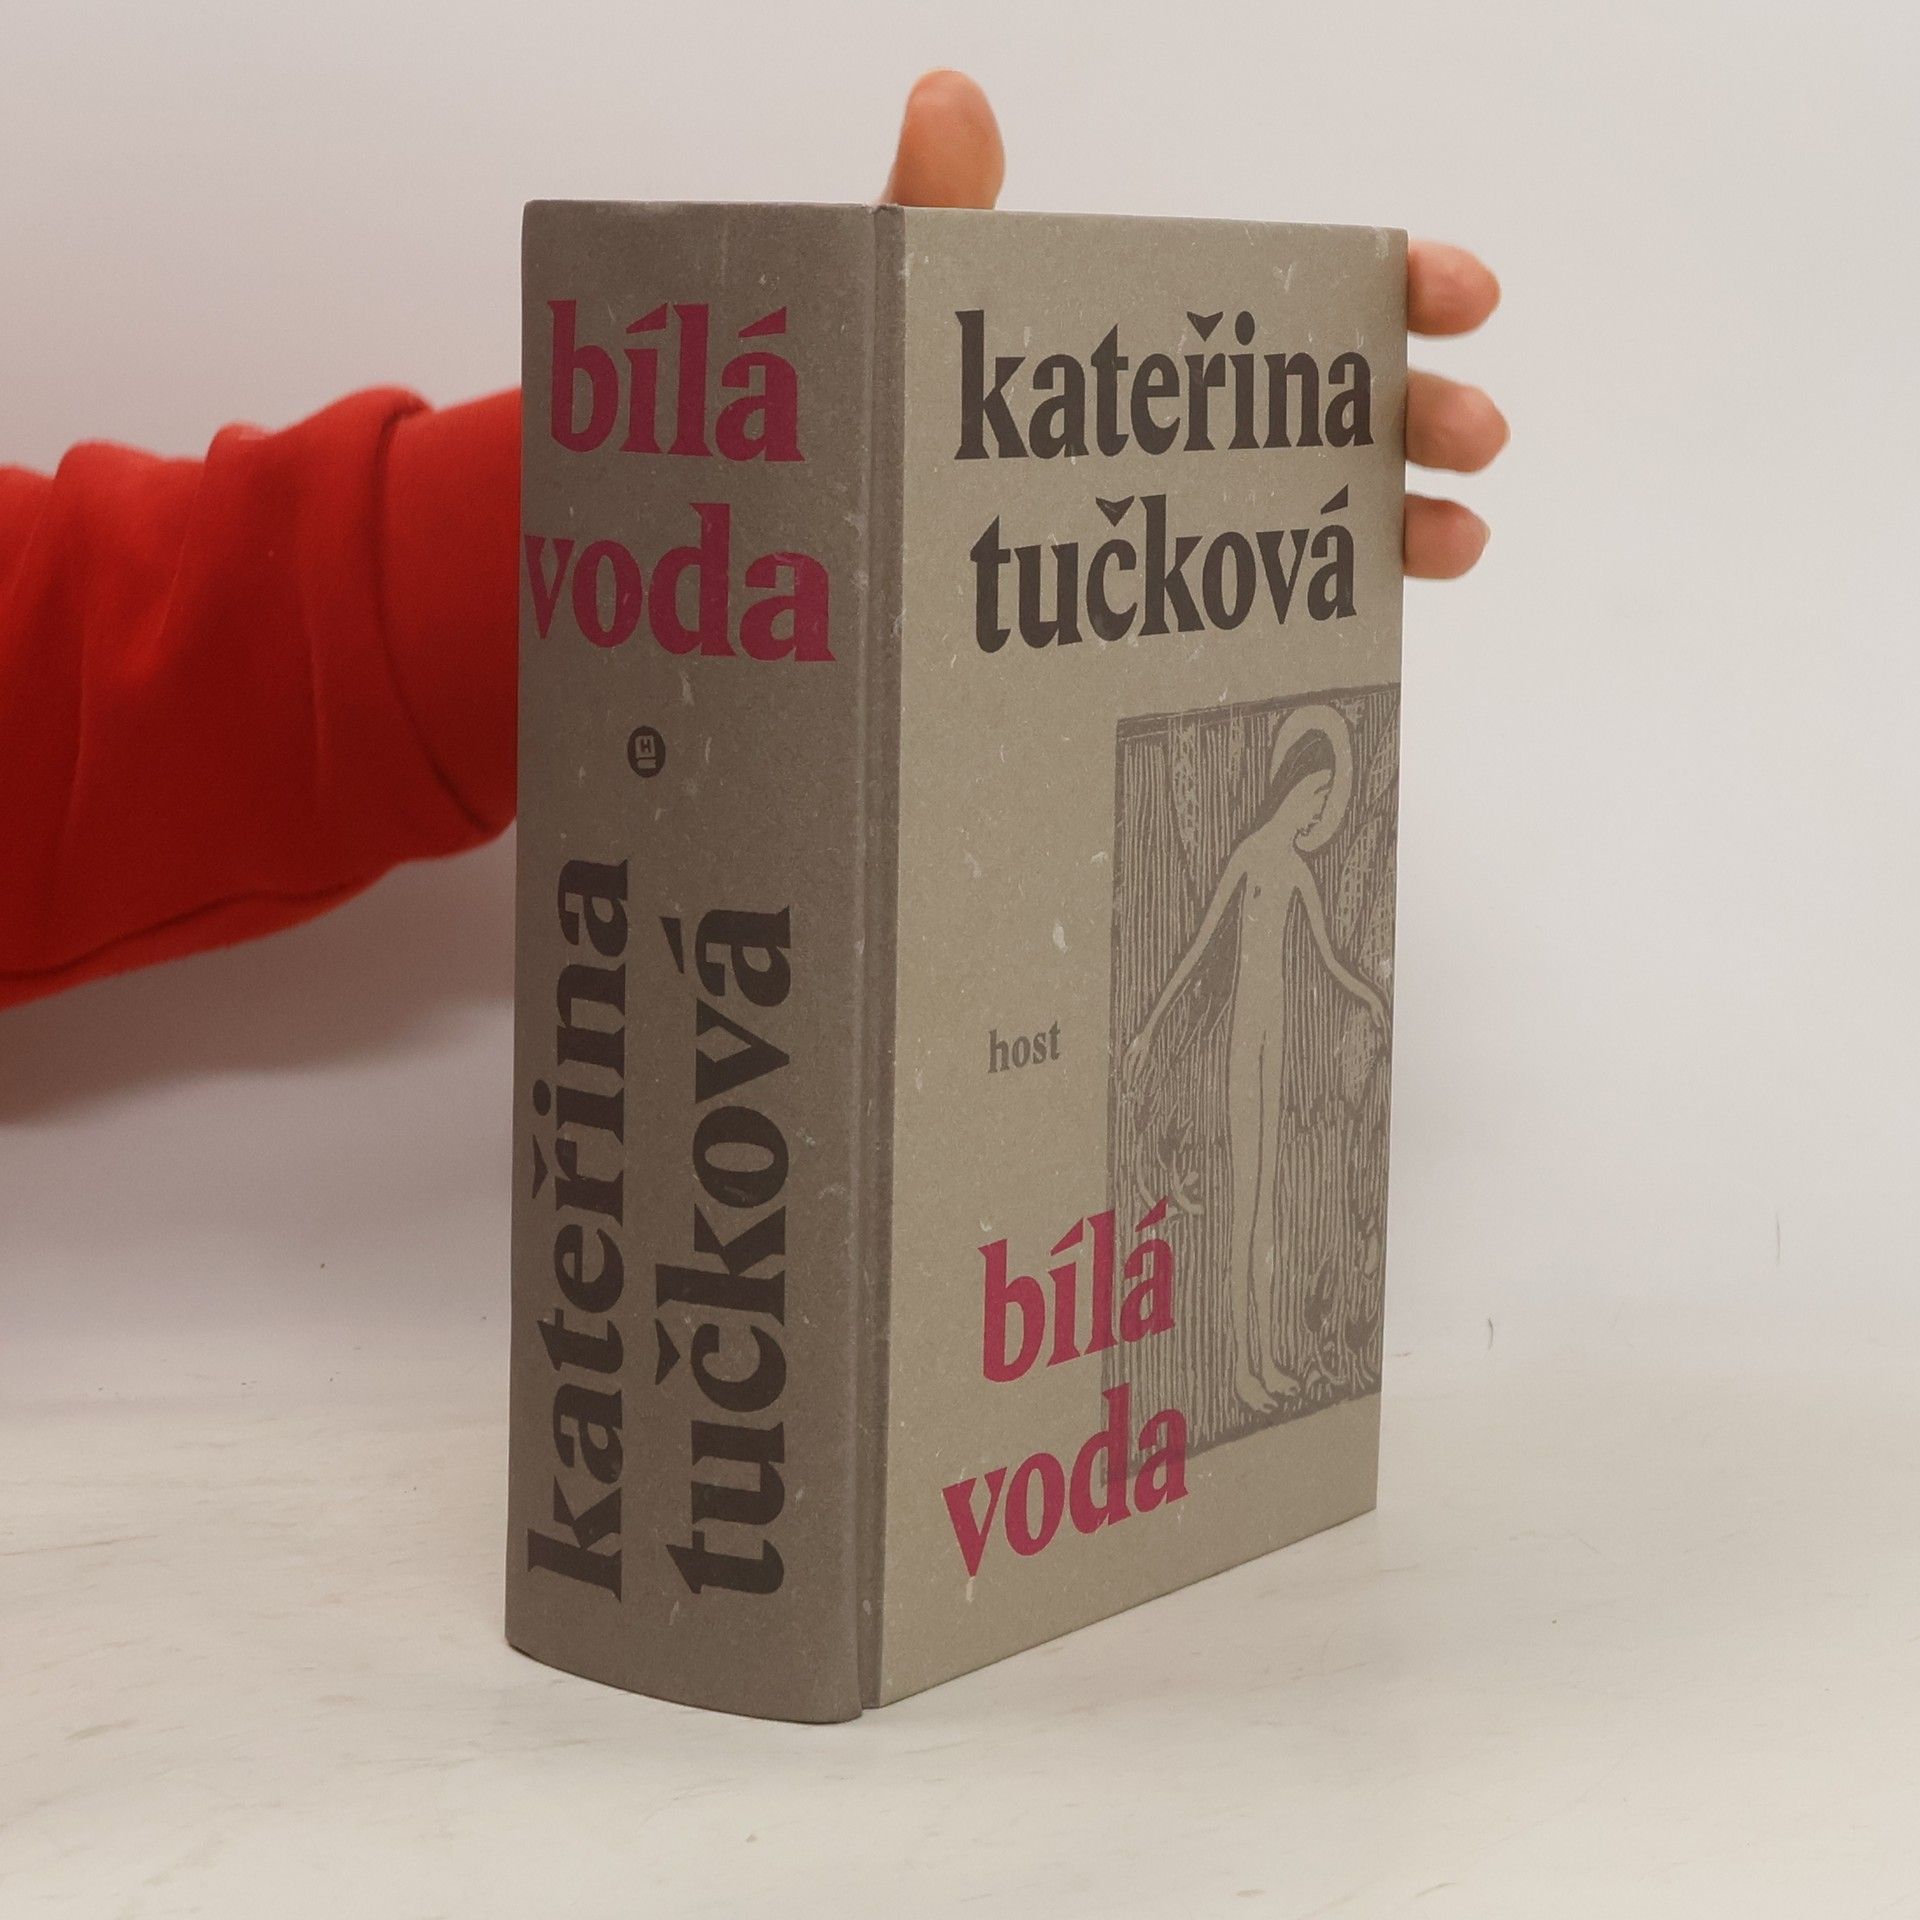 bílá
voda
H
kateřina
tučková
kateřina
tučková
host
bílá
voda